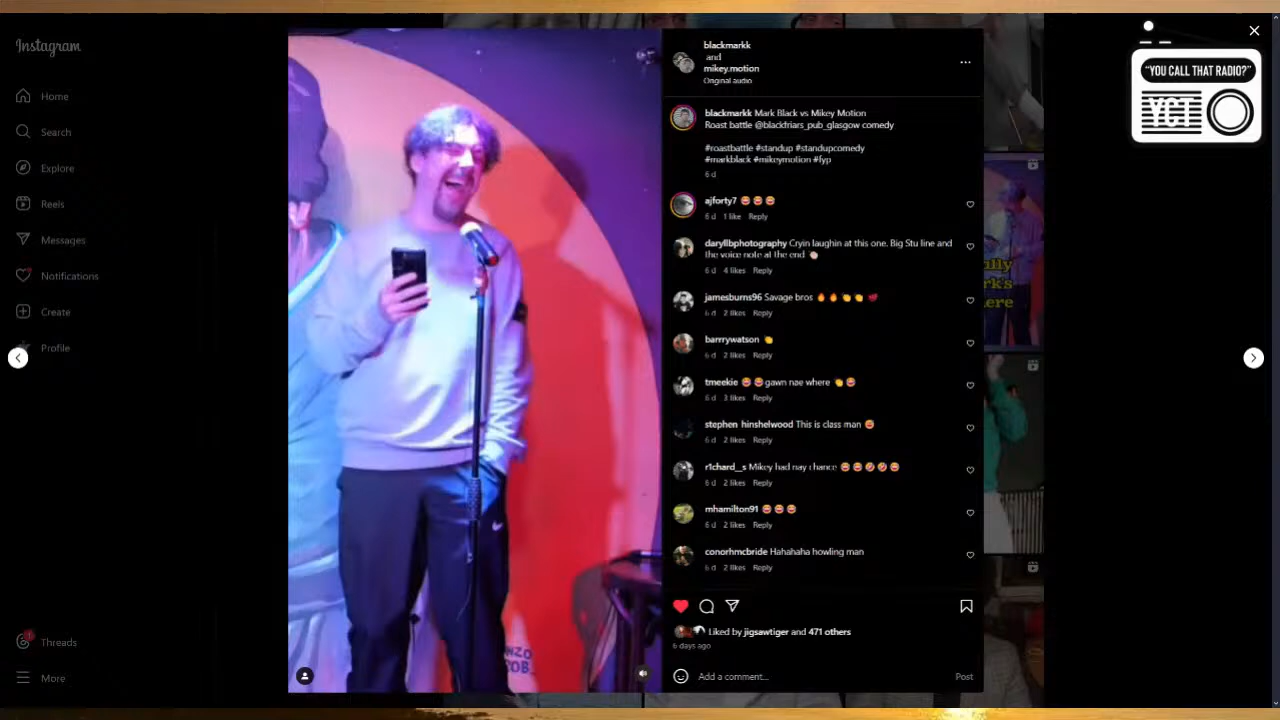 Instagram
Home
Search
Explore
Reels
Messages
Notifications
Create
Profile
Threads
More
blackmarkk
and
mikey.motion
Original audio
blackmarkk Mark Black vs Mikey Motion
Roast battle @blackfriars_pub_glasgow comedy
#roastbattle #standup #standupcomedy
#markblack #mikeymotion #fyp
6 d
ajforty7
6 d 1 like Reply
daryllbphotography Cryin laughin at this one. Big Stu line and
the voice note at the end
6 d 4 likes Reply
jamesburns96 Savage bros
6 d 2 likes Reply
barrrywatson
6 d 2 likes Reply
tmeekie gawn nae where
6 d 3 likes Reply
stephen_hinshelwood This is class man
6 d 2 likes Reply
r1chard__s Mikey had nay chance
6 d 2 likes Reply
mhamilton91
6 d 2 likes Reply
conorhmcbride Hahahaha howling man
6 d 2 likes Reply
Liked by jigsawtiger and 471 others
6 days ago
Add a comment...
Post
"YOU CALL THAT RADIO?"
YCT